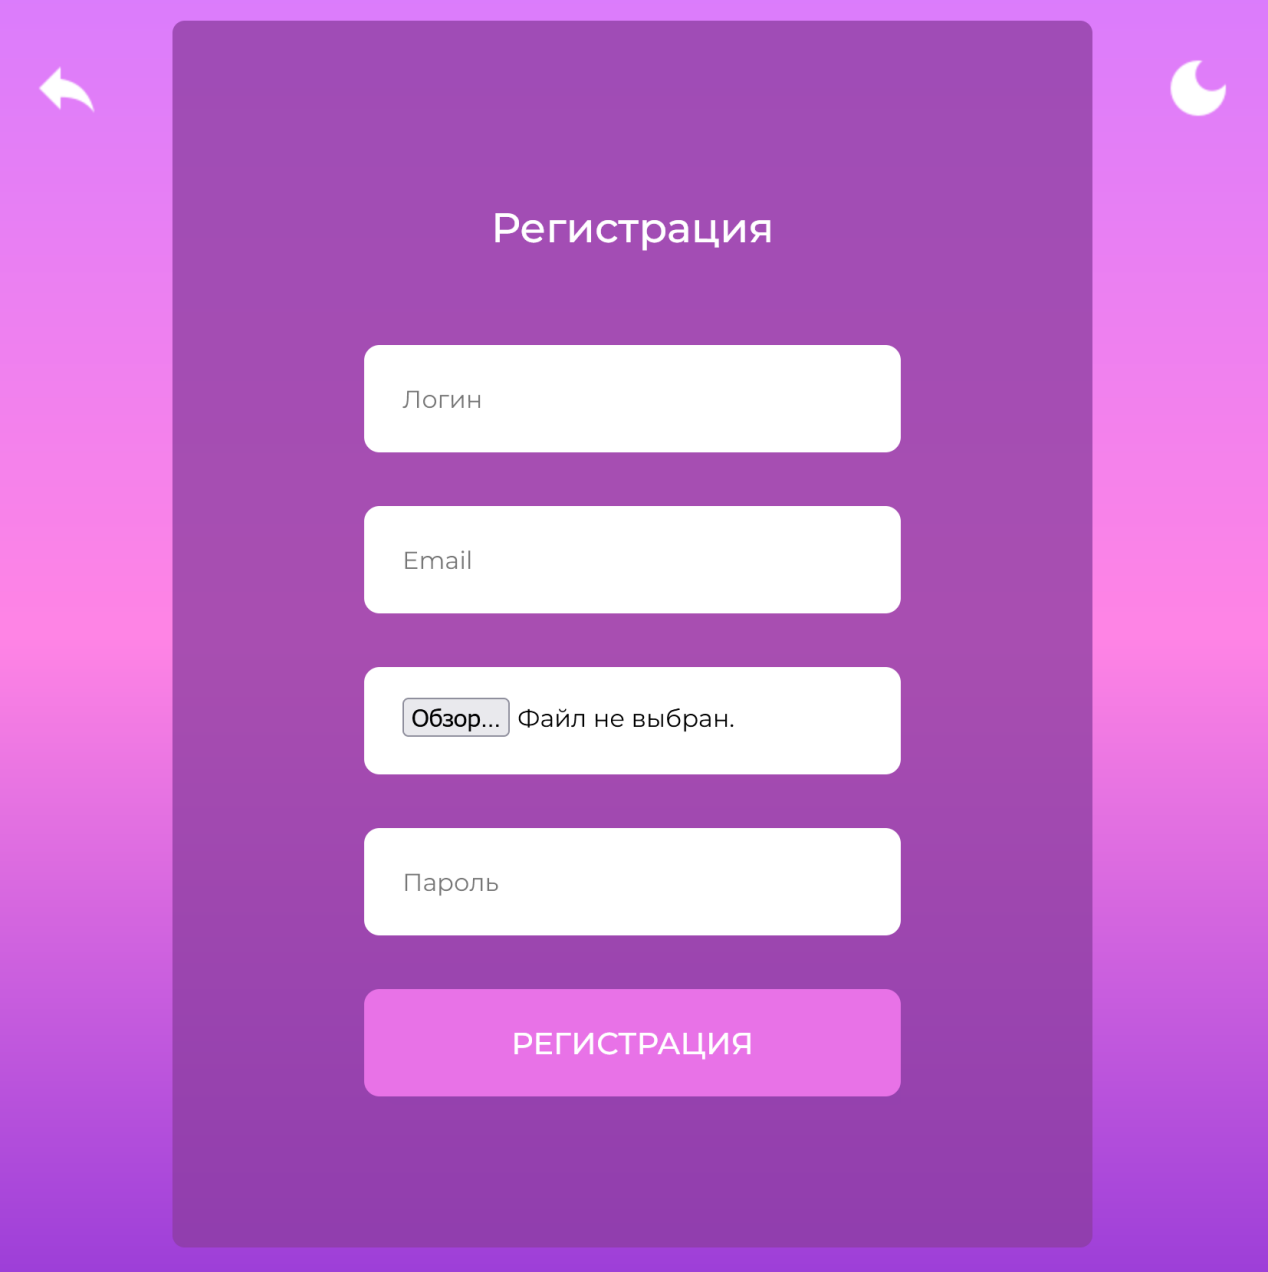 Регистрация
Логин
Email
Обзор... Файл не выбран.
Пароль
РЕГИСТРАЦИЯ